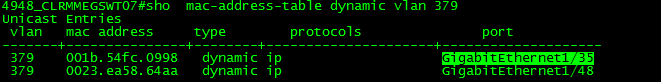 4948_CLRMMEGSWT07#sho  mac-address-table dynamic vlan 379
Unicast Entries
 vlan   mac address     type        protocols               port
-------+---------------+--------+---------------------+--------------------
 379    001b.54fc.0998   dynamic ip                    GigabitEthernet1/35
 379    0023.ea58.64aa   dynamic ip                    GigabitEthernet1/48